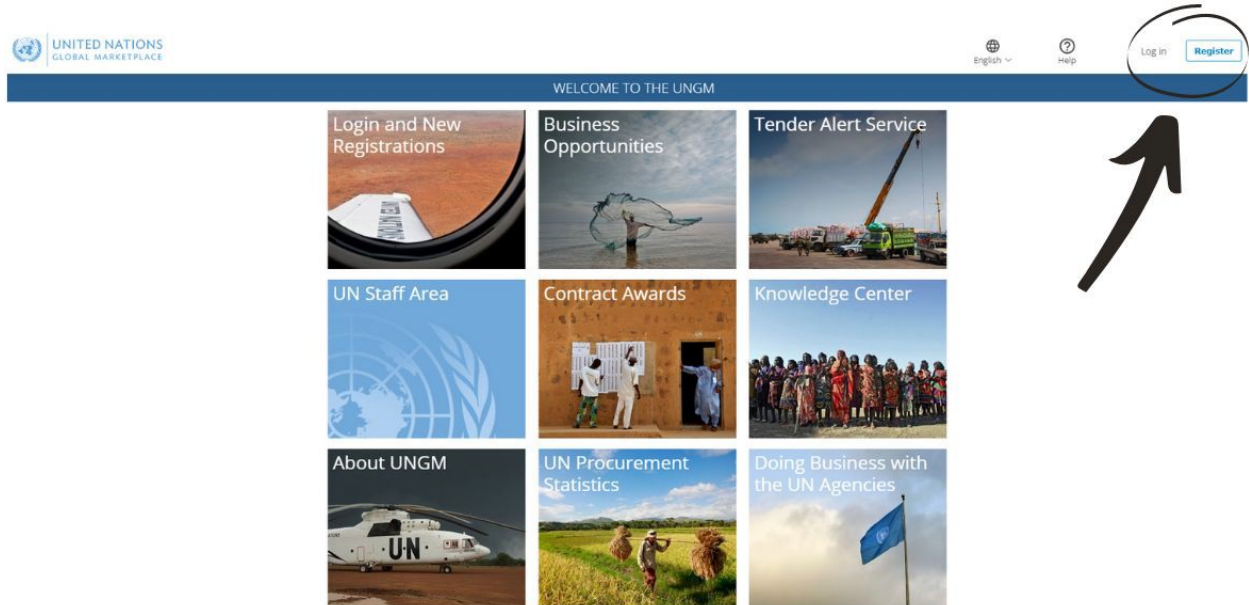 UNITED NATIONS
GLOBAL MARKETPLACE
English
Help
Log in
Register
WELCOME TO THE UNGM
Login and New
Registrations
Business
Opportunities
Tender Alert Service
UNITED NATIONS
UN Staff Area
Contract Awards
Knowledge Center
About UNGM
UN Procurement
Statistics
Doing Business with
the UN Agencies
UN